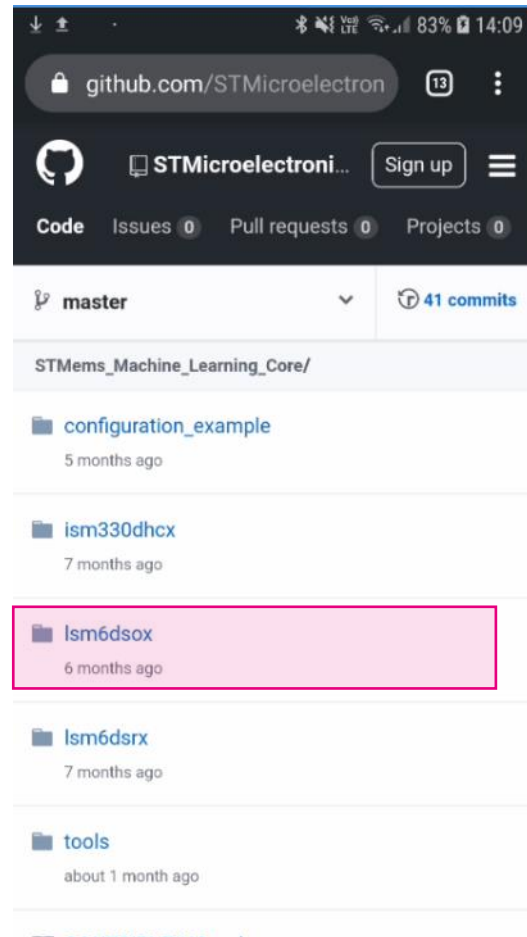 83% 14:09
github.com/STMicroelectron 13
STMicroelectroni... Sign up
Code Issues 0 Pull requests 0 Projects 0
master 41 commits
STMems_Machine_Learning_Core/
configuration_example
5 months ago
ism330dhcx
7 months ago
lsm6dsox
6 months ago
lsm6dsrx
7 months ago
tools
about 1 month ago